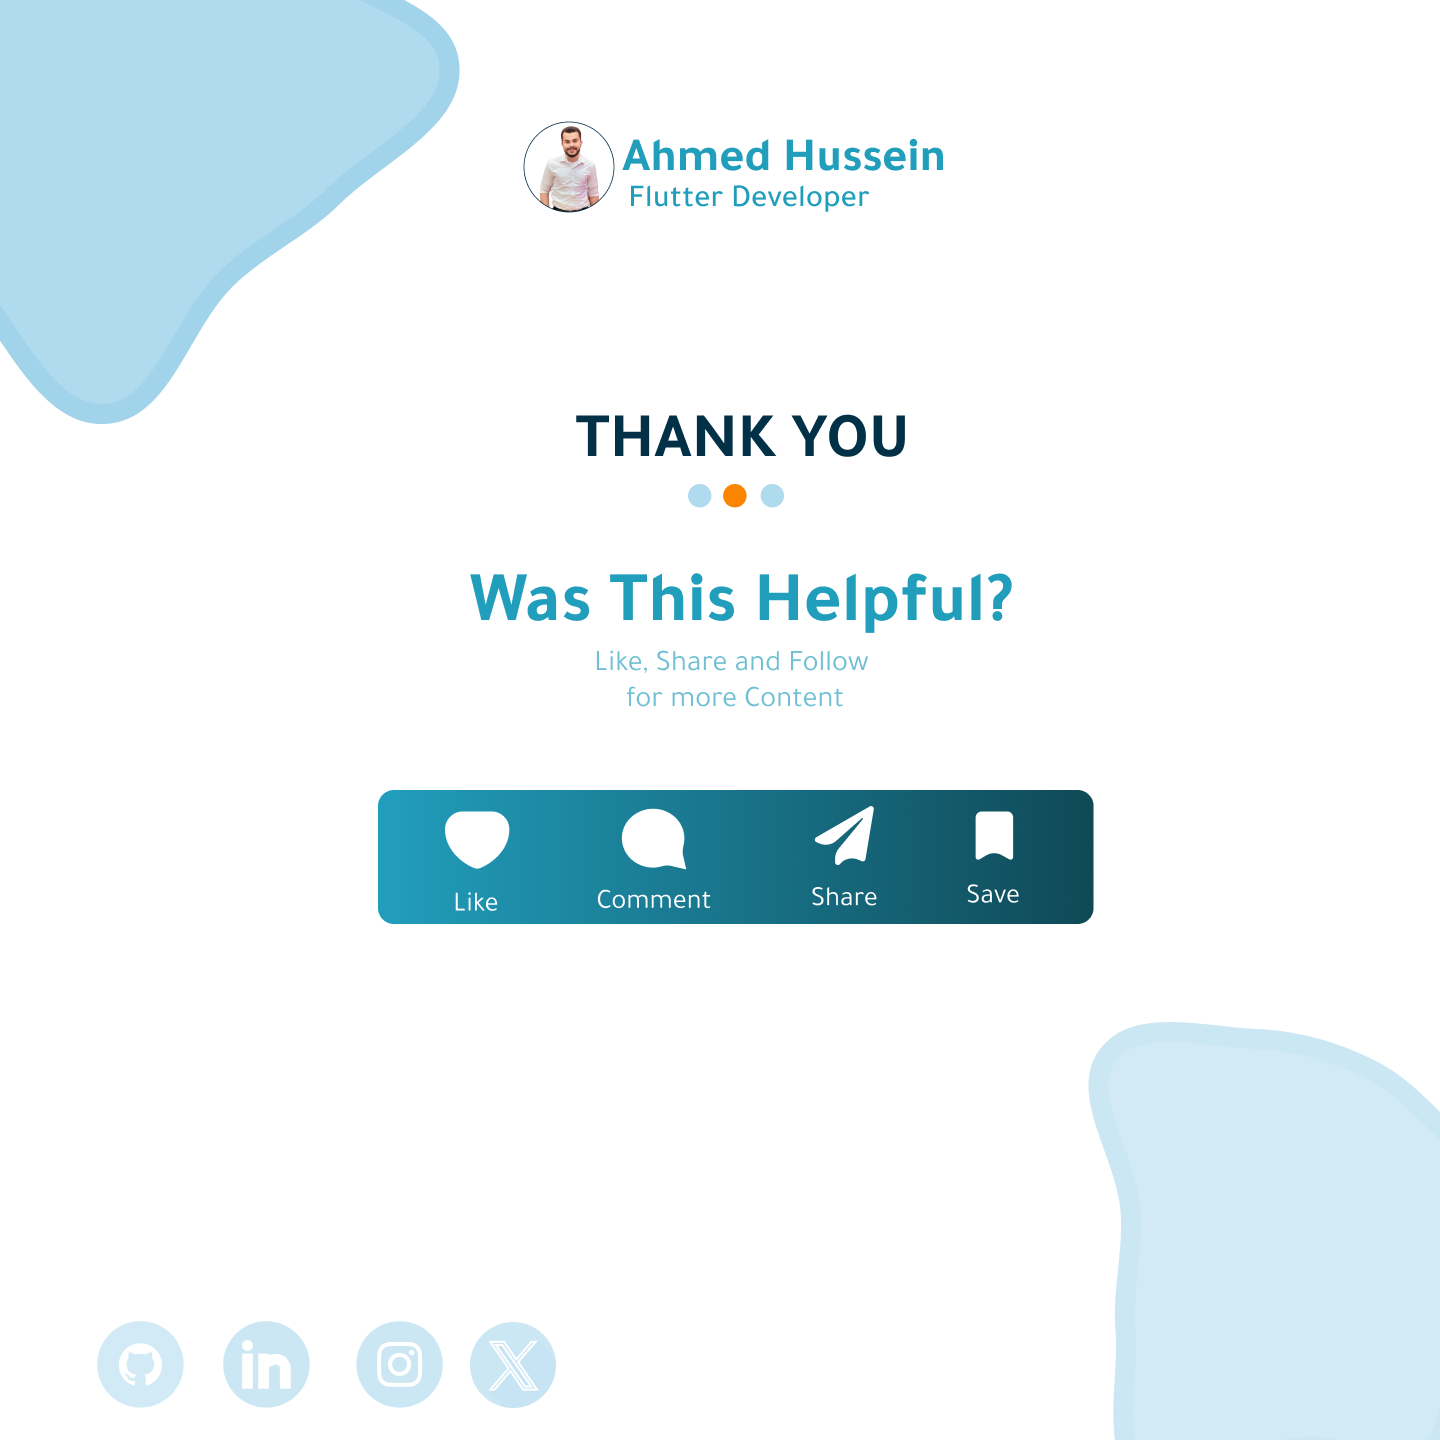 Ahmed Hussein
Flutter Developer
THANK YOU
Was This Helpful?
Like, Share and Follow
for more Content
Like
Comment
Share
Save
in